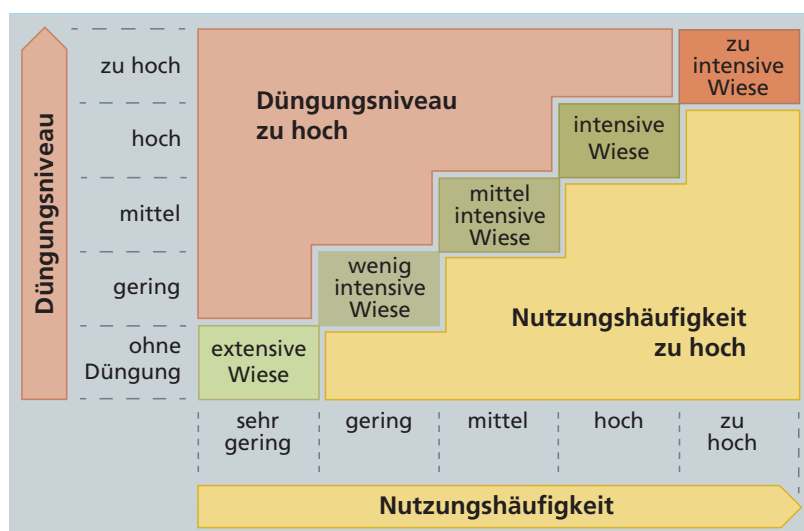 Düngungsniveau
zu hoch
hoch
mittel
gering
ohne
Düngung
Düngungsniveau
zu hoch
zu
intensive
Wiese
intensive
Wiese
mittel
intensive
Wiese
wenig
intensive
Wiese
extensive
Wiese
Nutzungshäufigkeit
zu hoch
sehr
gering
gering
mittel
hoch
zu
hoch
Nutzungshäufigkeit